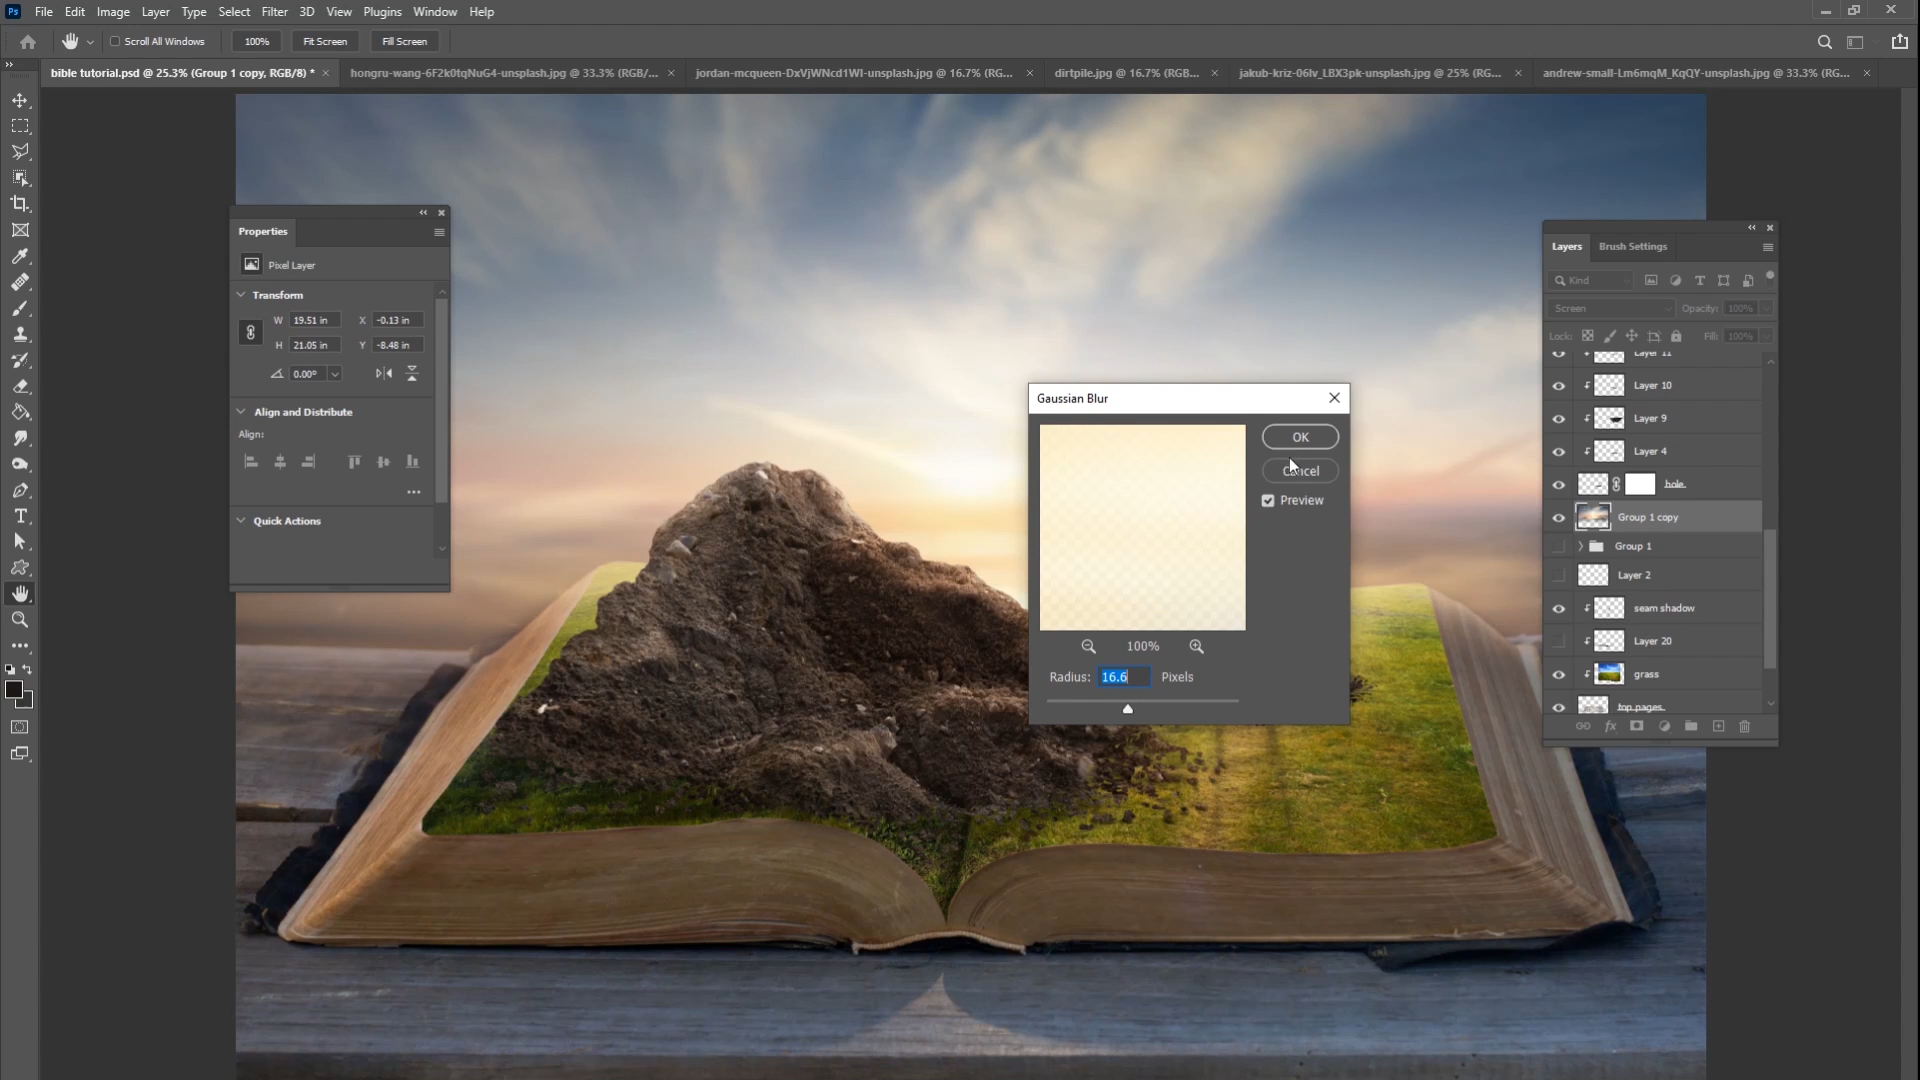 Ps File Edit Image Layer Type Select Filter 3D View Plugins Window Help
Scroll All Windows 100% Fit Screen Fill Screen
bible tutorial.psd @ 25.3% (Group 1 copy, RGB/8) * × hongru-wang-6F2k0tqNuG4-unsplash.jpg @ 33.3% (RGB/... × jordan-mcqueen-DxVjWNcd1WI-unsplash.jpg @ 16.7% (RG... × dirtpile.jpg @ 16.7% (RGB... × jakub-kriz-06lv_LBX3pk-unsplash.jpg @ 25% (RG... × andrew-small-Lm6mqM_KqQY-unsplash.jpg @ 33.3% (RG... ×
Properties
Pixel Layer
Transform
W 19.51 in X -0.13 in
H 21.05 in Y -8.48 in
0.00°
Align and Distribute
Align:
Quick Actions
Gaussian Blur
OK
Cancel
Preview
100%
Radius: 16.6 Pixels
Layers Brush Settings
Kind
Screen Opacity: 100%
Lock: Fill: 100%
Layer 11
Layer 10
Layer 9
Layer 4
hole
Group 1 copy
Group 1
Layer 2
seam shadow
Layer 20
grass
top pages
fx